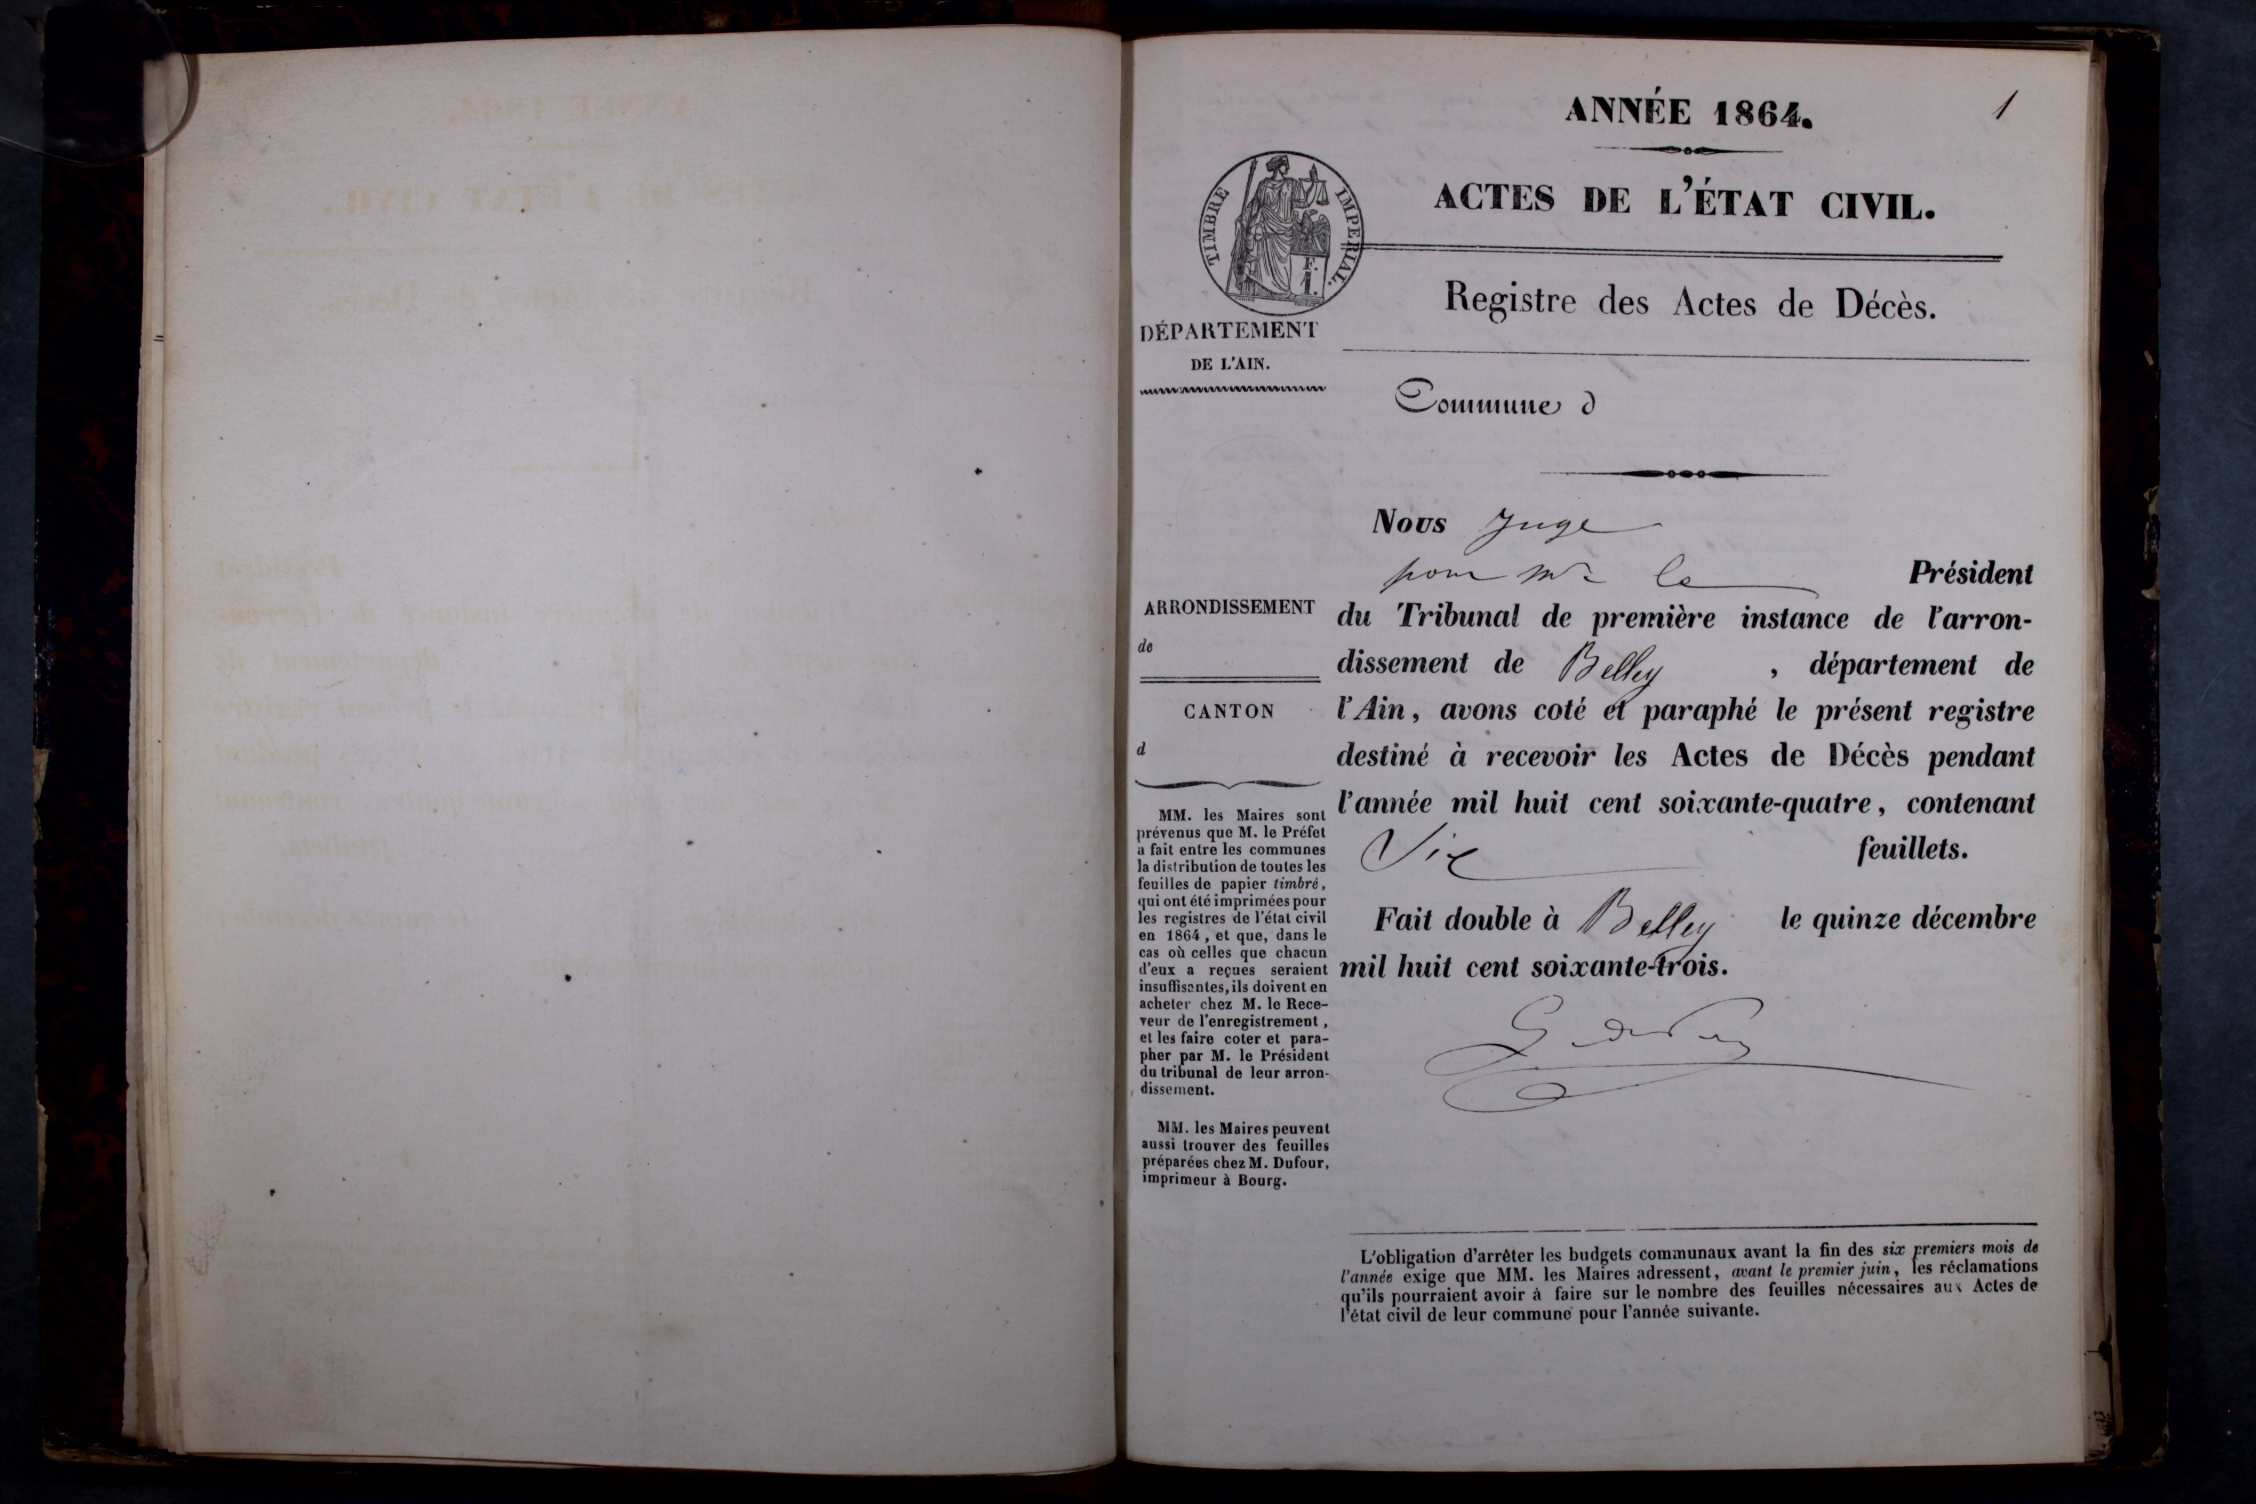 ANNÉE 1864.
1
ACTES DE L'ÉTAT CIVIL.
TIMBRE IMPERIAL.
F.
1.
Registre des Actes de Décès.
DÉPARTEMENT
DE L'AIN.
Commune d
Nous Juge
pour Mr le Président
du Tribunal de première instance de l'arron-
dissement de Belley, département de
l'Ain, avons coté et paraphé le présent registre
destiné à recevoir les Actes de Décès pendant
l'année mil huit cent soixante-quatre, contenant
Six feuillets.
Fait double à Belley le quinze décembre
mil huit cent soixante-trois.
ARRONDISSEMENT
de
CANTON
d
MM. les Maires sont
prévenus que M. le Préfet
a fait entre les communes
la distribution de toutes les
feuilles de papier timbré,
qui ont été imprimées pour
les registres de l'état civil
en 1864, et que, dans le
cas où celles que chacun
d'eux a reçues seraient
insuffisantes, ils doivent en
acheter chez M. le Rece-
veur de l'enregistrement,
et les faire coter et para-
pher par M. le Président
du tribunal de leur arron-
dissement.
MM. les Maires peuvent
aussi trouver des feuilles
préparées chez M. Dufour,
imprimeur à Bourg.
L'obligation d'arrêter les budgets communaux avant la fin des six premiers mois de
l'année exige que MM. les Maires adressent, avant le premier juin, les réclamations
qu'ils pourraient avoir à faire sur le nombre des feuilles nécessaires aux Actes de
l'état civil de leur commune pour l'année suivante.